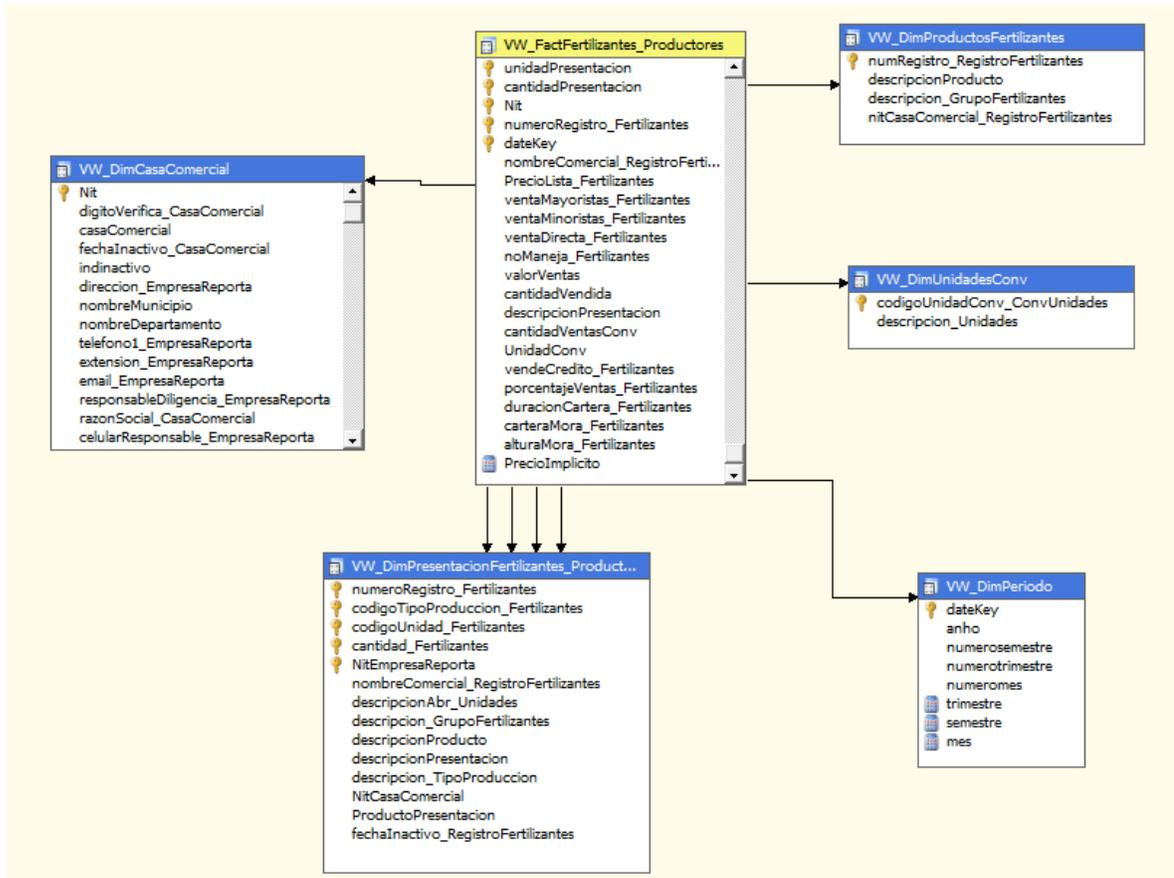 VW_FactFertilizantes_Productores
unidadPresentacion
cantidadPresentacion
Nit
numeroRegistro_Fertilizantes
dateKey
nombreComercial_RegistroFerti...
PrecioLista_Fertilizantes
ventaMayoristas_Fertilizantes
ventaMinoristas_Fertilizantes
ventaDirecta_Fertilizantes
noManeja_Fertilizantes
valorVentas
cantidadVendida
descripcionPresentacion
cantidadVentasConv
UnidadConv
vendeCredito_Fertilizantes
porcentajeVentas_Fertilizantes
duracionCartera_Fertilizantes
carteraMora_Fertilizantes
alturaMora_Fertilizantes
PrecioImplicito
VW_DimProductosFertilizantes
numRegistro_RegistroFertilizantes
descripcionProducto
descripcion_GrupoFertilizantes
nitCasaComercial_RegistroFertilizantes
VW_DimCasaComercial
Nit
digitoVerifica_CasaComercial
casaComercial
fechaInactivo_CasaComercial
indinactivo
direccion_EmpresaReporta
nombreMunicipio
nombreDepartamento
telefono1_EmpresaReporta
extension_EmpresaReporta
email_EmpresaReporta
responsableDiligencia_EmpresaReporta
razonSocial_CasaComercial
celularResponsable_EmpresaReporta
VW_DimUnidadesConv
codigoUnidadConv_ConvUnidades
descripcion_Unidades
VW_DimPresentacionFertilizantes_Product...
numeroRegistro_Fertilizantes
codigoTipoProduccion_Fertilizantes
codigoUnidad_Fertilizantes
cantidad_Fertilizantes
NitEmpresaReporta
nombreComercial_RegistroFertilizantes
descripcionAbr_Unidades
descripcion_GrupoFertilizantes
descripcionProducto
descripcionPresentacion
descripcion_TipoProduccion
NitCasaComercial
ProductoPresentacion
fechaInactivo_RegistroFertilizantes
VW_DimPeriodo
dateKey
anho
numerosemestre
numerotrimestre
numeromes
trimestre
semestre
mes